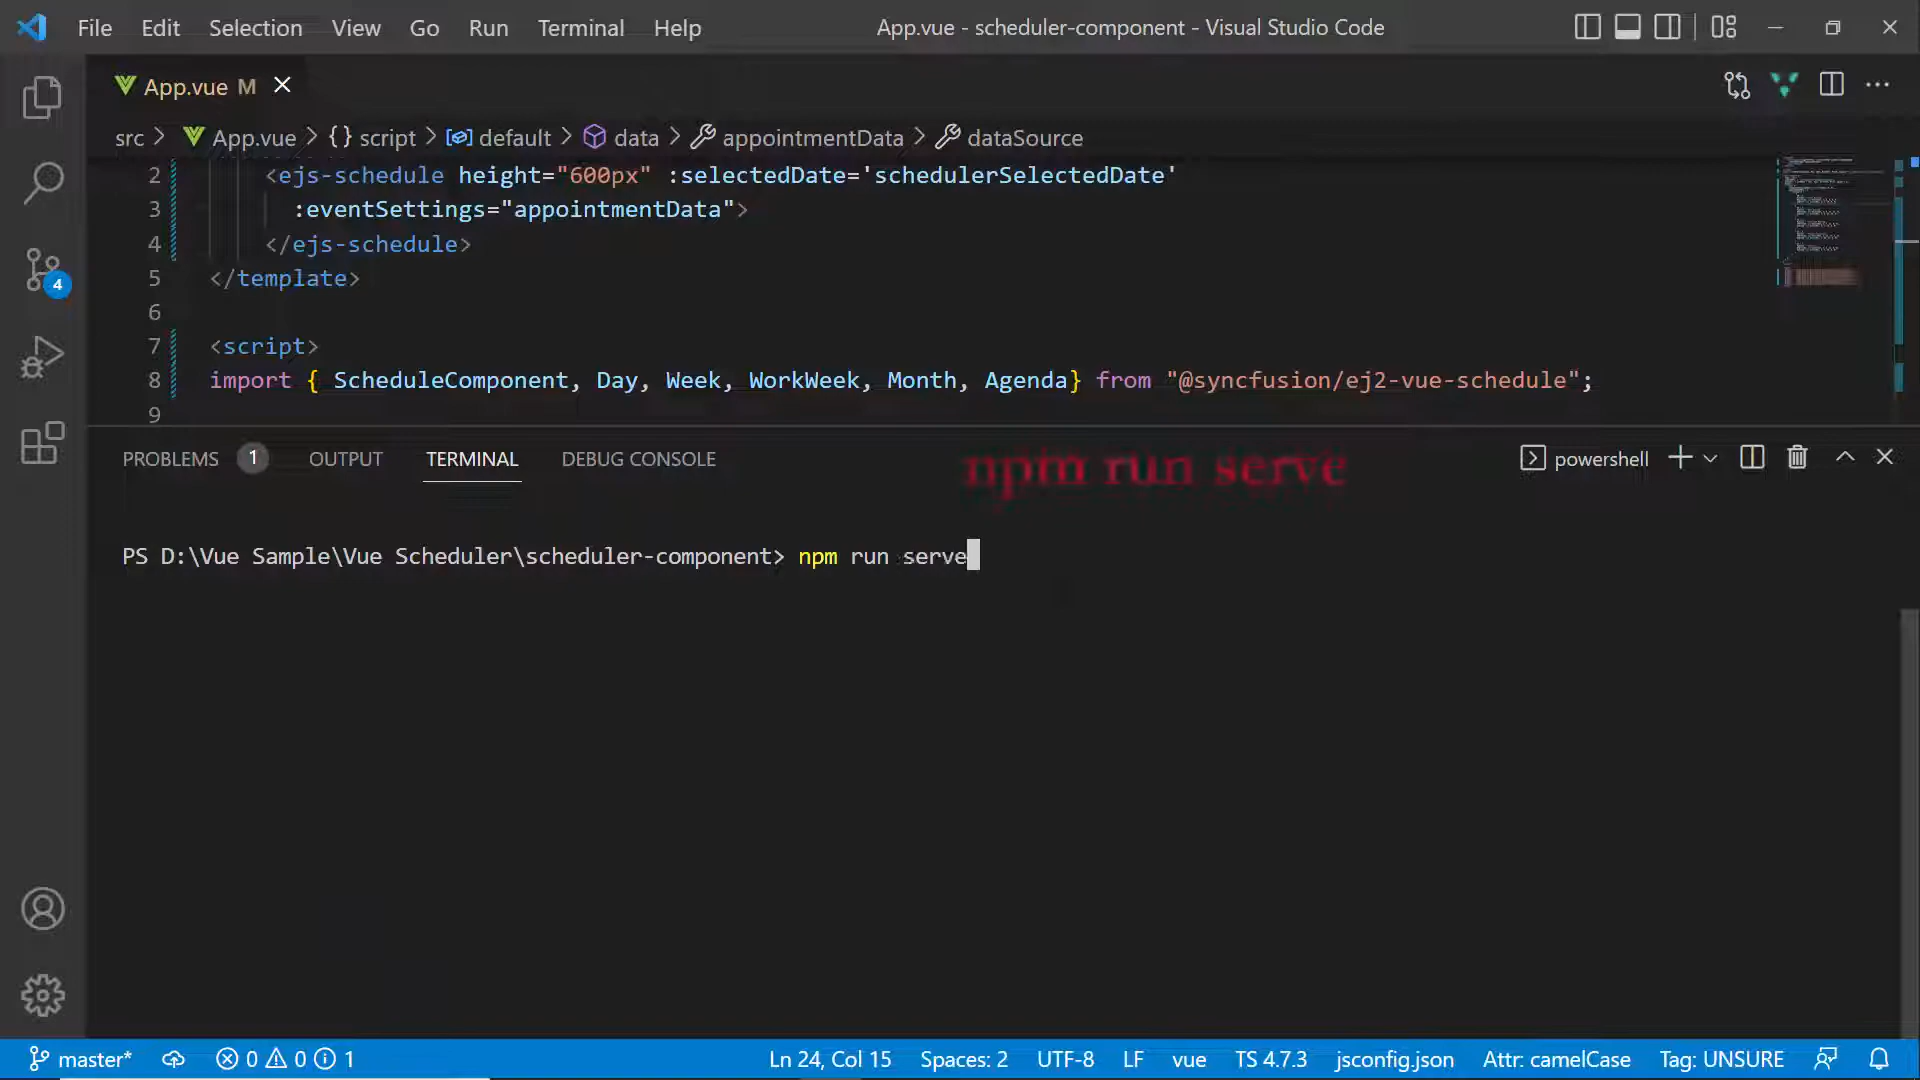 File Edit Selection View Go Run Terminal Help App.vue - scheduler-component - Visual Studio Code
App.vue M
src > App.vue > {} script > default > data > appointmentData > dataSource
2 <ejs-schedule height="600px" :selectedDate='schedulerSelectedDate'
3 :eventSettings="appointmentData">
4 </ejs-schedule>
5 </template>
6
7 <script>
8 import { ScheduleComponent, Day, Week, WorkWeek, Month, Agenda} from "@syncfusion/ej2-vue-schedule";
9
4
PROBLEMS 1 OUTPUT TERMINAL DEBUG CONSOLE npm run serve powershell
PS D:\Vue Sample\Vue Scheduler\scheduler-component> npm run serve
master* 0 0 1 Ln 24, Col 15 Spaces: 2 UTF-8 LF vue TS 4.7.3 jsconfig.json Attr: camelCase Tag: UNSURE